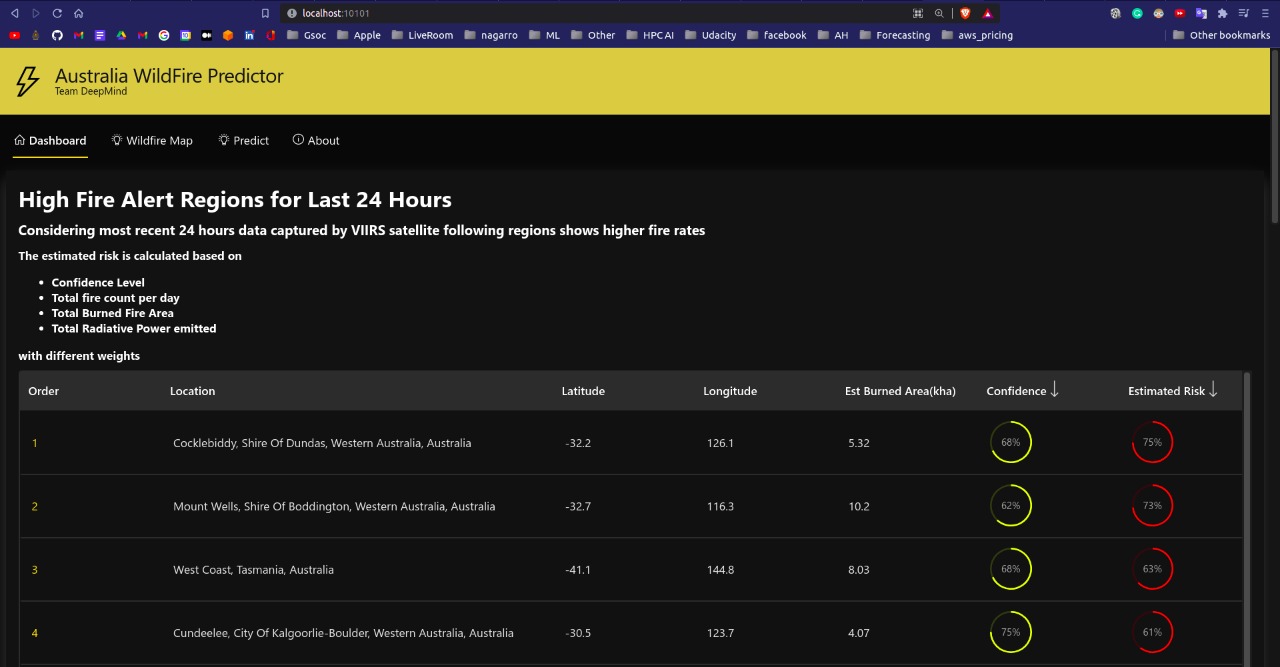 localhost:10101
Gsoc Apple LiveRoom nagarro ML Other HPC AI Udacity facebook AH Forecasting aws_pricing Other bookmarks
Australia WildFire Predictor
Team DeepMind
Dashboard Wildfire Map Predict About
High Fire Alert Regions for Last 24 Hours
Considering most recent 24 hours data captured by VIIRS satellite following regions shows higher fire rates
The estimated risk is calculated based on
• Confidence Level
• Total fire count per day
• Total Burned Fire Area
• Total Radiative Power emitted
with different weights
Order Location Latitude Longitude Est Burned Area(kha) Confidence Estimated Risk
1 Cocklebiddy, Shire Of Dundas, Western Australia, Australia -32.2 126.1 5.32 68% 75%
2 Mount Wells, Shire Of Boddington, Western Australia, Australia -32.7 116.3 10.2 62% 73%
3 West Coast, Tasmania, Australia -41.1 144.8 8.03 68% 63%
4 Cundeelee, City Of Kalgoorlie-Boulder, Western Australia, Australia -30.5 123.7 4.07 75% 61%